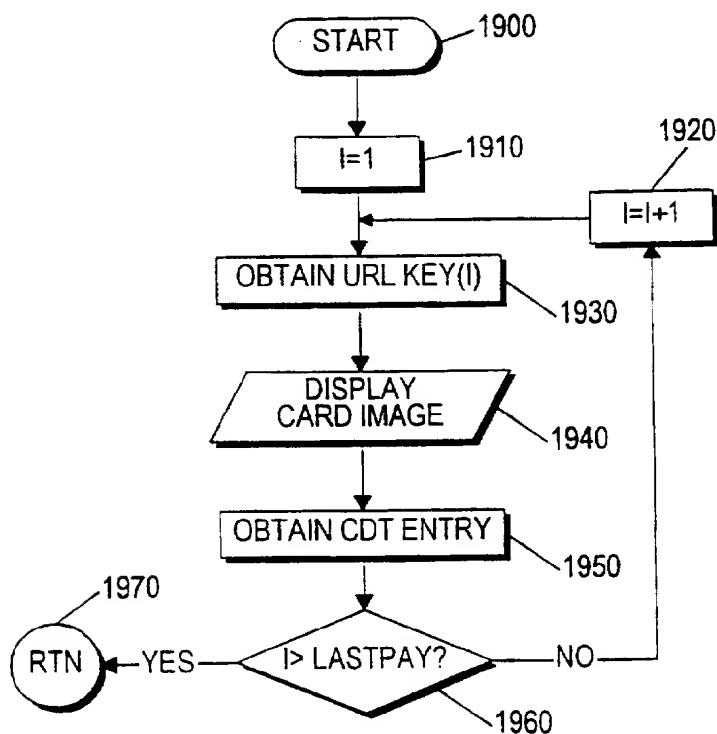 START
1900
I=1
1910
1920
I=I+1
OBTAIN URL KEY(I)
1930
DISPLAY
CARD IMAGE
1940
OBTAIN CDT ENTRY
1950
1970
RTN
YES
I> LASTPAY?
NO
1960